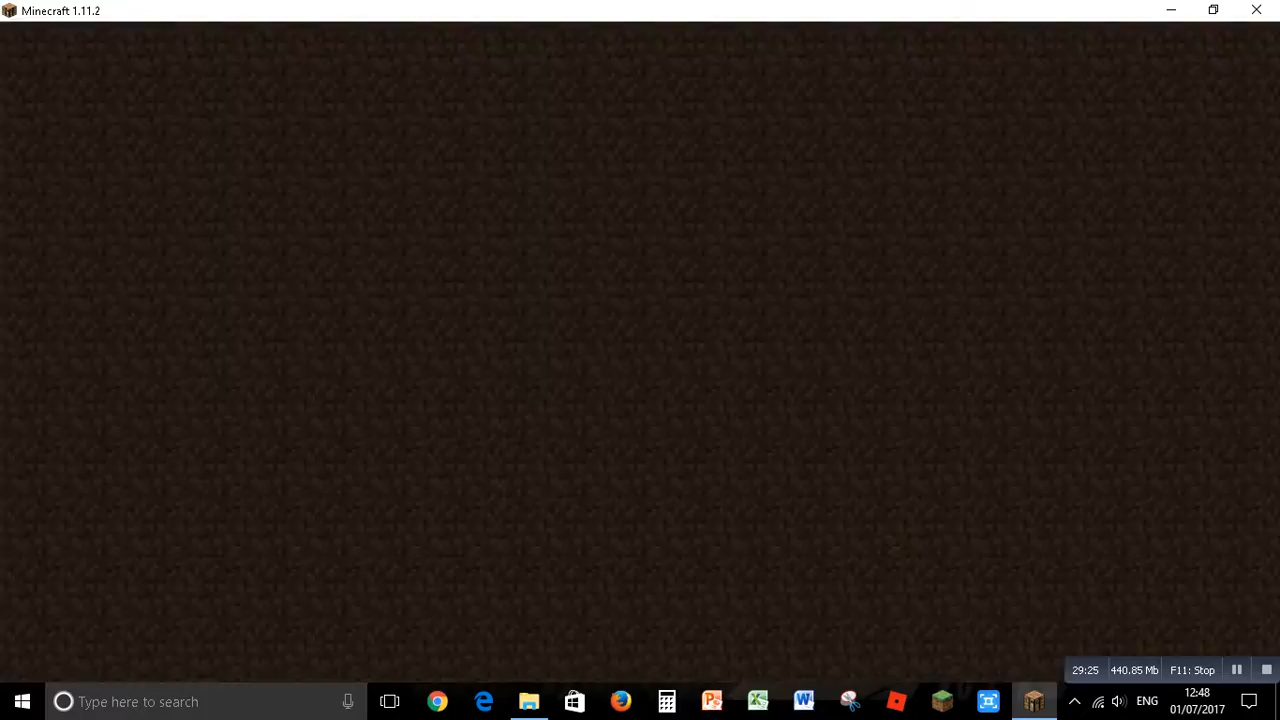 Minecraft 1.11.2
29:25 440.85 Mb F11: Stop
Type here to search
ENG
12:48
01/07/2017